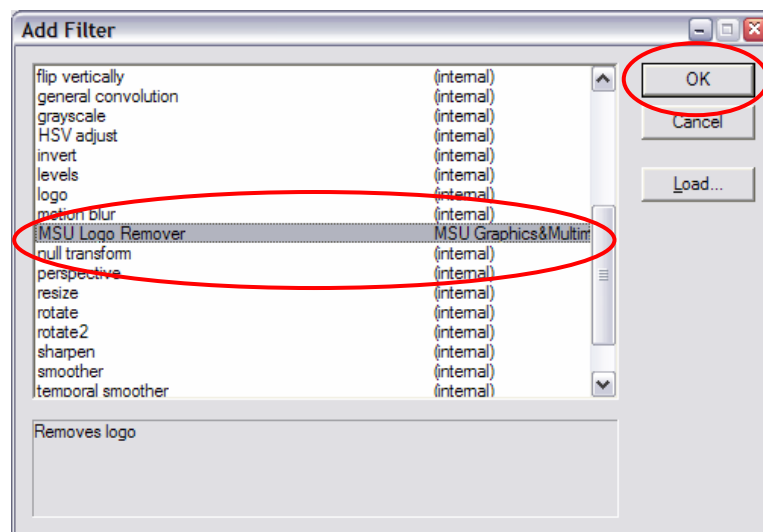 Add Filter
flip vertically (internal)
general convolution (internal)
grayscale (internal)
HSV adjust (internal)
invert (internal)
levels (internal)
logo (internal)
motion blur (internal)
MSU Logo Remover MSU Graphics&Multim
null transform (internal)
perspective (internal)
resize (internal)
rotate (internal)
rotate2 (internal)
sharpen (internal)
smoother (internal)
temporal smoother (internal)
OK
Cancel
Load...
Removes logo